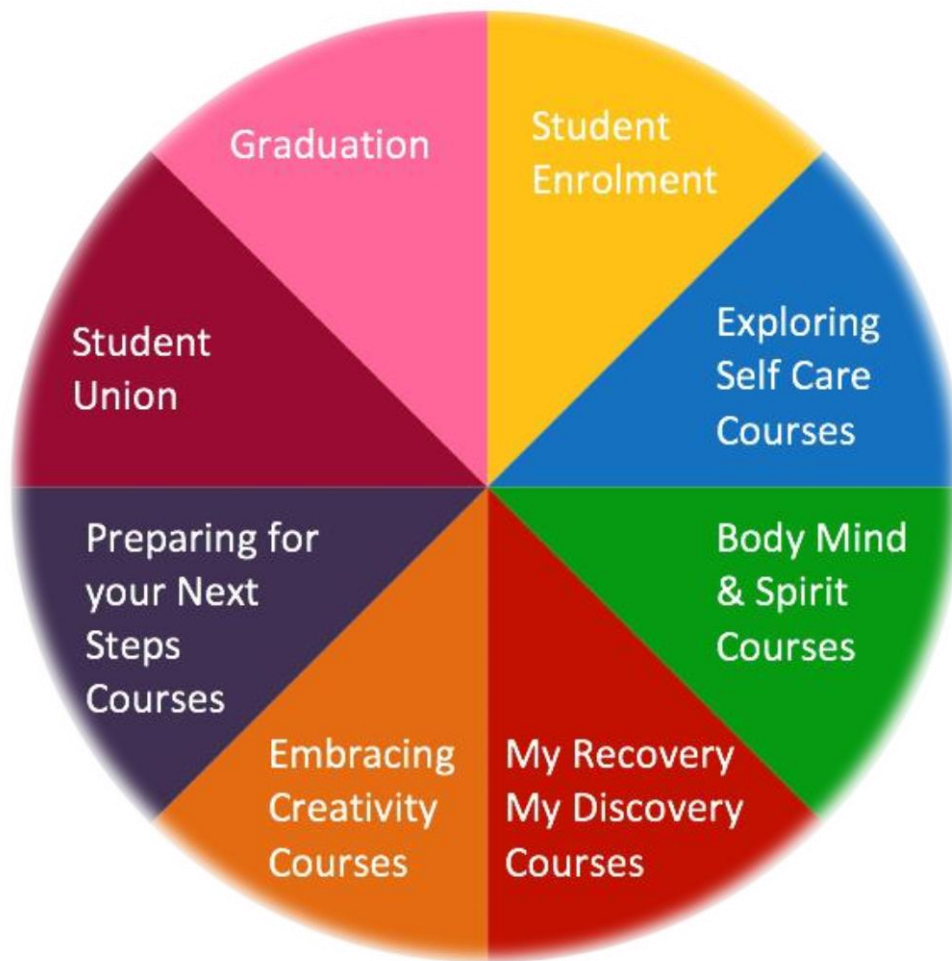 Graduation
Student
Enrolment
Exploring
Self Care
Courses
Body Mind
& Spirit
Courses
My Recovery
My Discovery
Courses
Embracing
Creativity
Courses
Preparing for
your Next
Steps
Courses
Student
Union